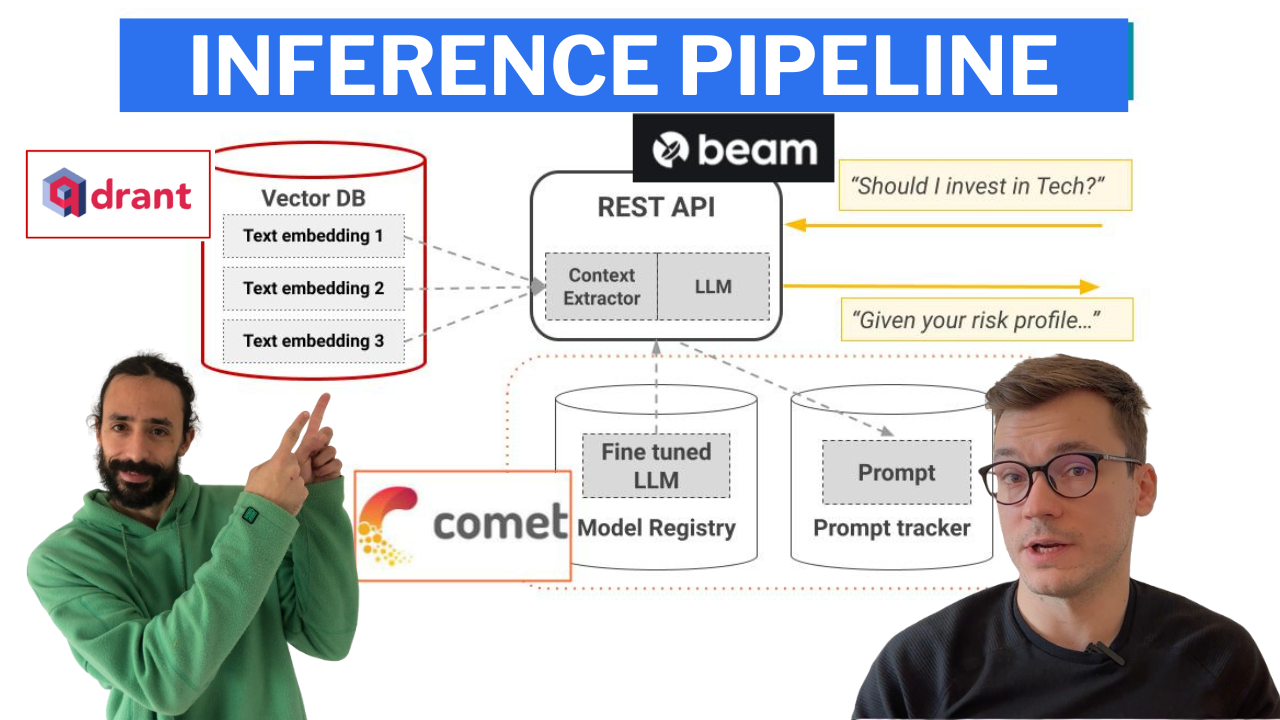 INFERENCE PIPELINE
beam
qdrant
Vector DB
Text embedding 1
Text embedding 2
Text embedding 3
REST API
Context
Extractor
LLM
“Should I invest in Tech?”
“Given your risk profile…”
Fine tuned
LLM
Model Registry
Prompt
Prompt tracker
comet